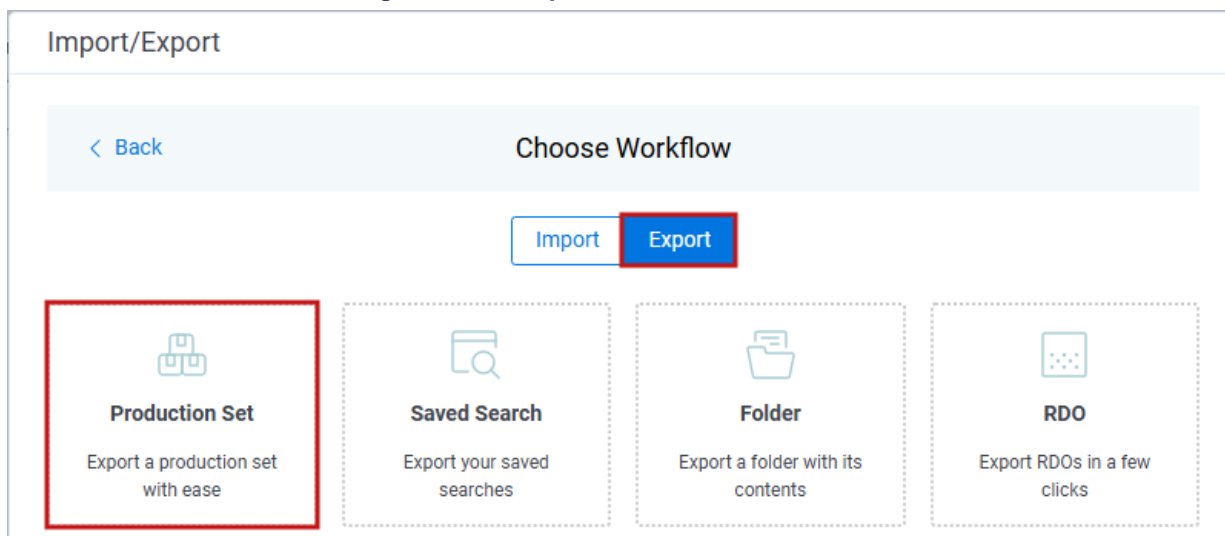 Import/Export
< Back
Choose Workflow
Import
Export
Production Set
Export a production set
with ease
Saved Search
Export your saved
searches
Folder
Export a folder with its
contents
RDO
Export RDOs in a few
clicks